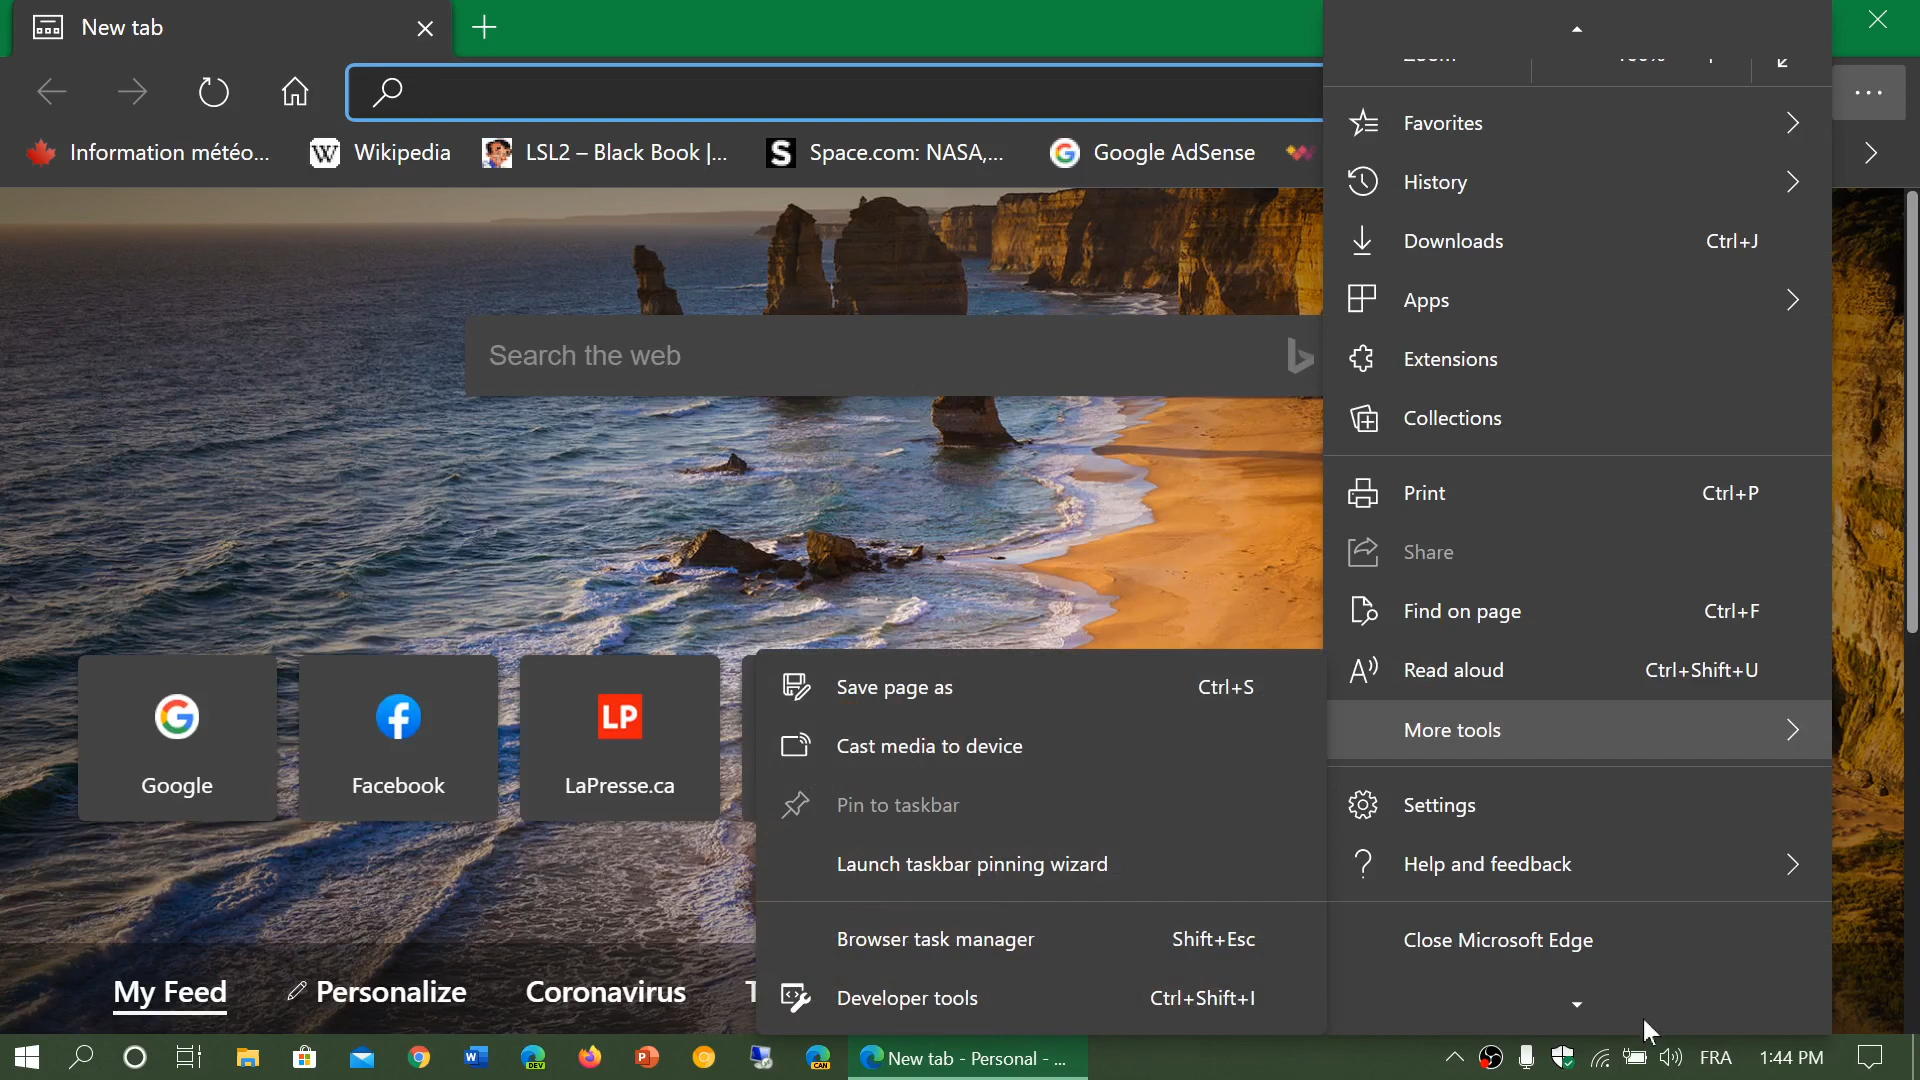 New tab
Information météo...
Wikipedia
LSL2 – Black Book |...
Space.com: NASA,...
Google AdSense
Search the web
Google
Facebook
LaPresse.ca
My Feed
Personalize
Coronavirus
Favorites
History
Downloads Ctrl+J
Apps
Extensions
Collections
Print Ctrl+P
Share
Find on page Ctrl+F
Read aloud Ctrl+Shift+U
More tools
Settings
Help and feedback
Close Microsoft Edge
Save page as Ctrl+S
Cast media to device
Pin to taskbar
Launch taskbar pinning wizard
Browser task manager Shift+Esc
Developer tools Ctrl+Shift+I
New tab - Personal - ...
FRA
1:44 PM
LP
W
S
DEV
CAN